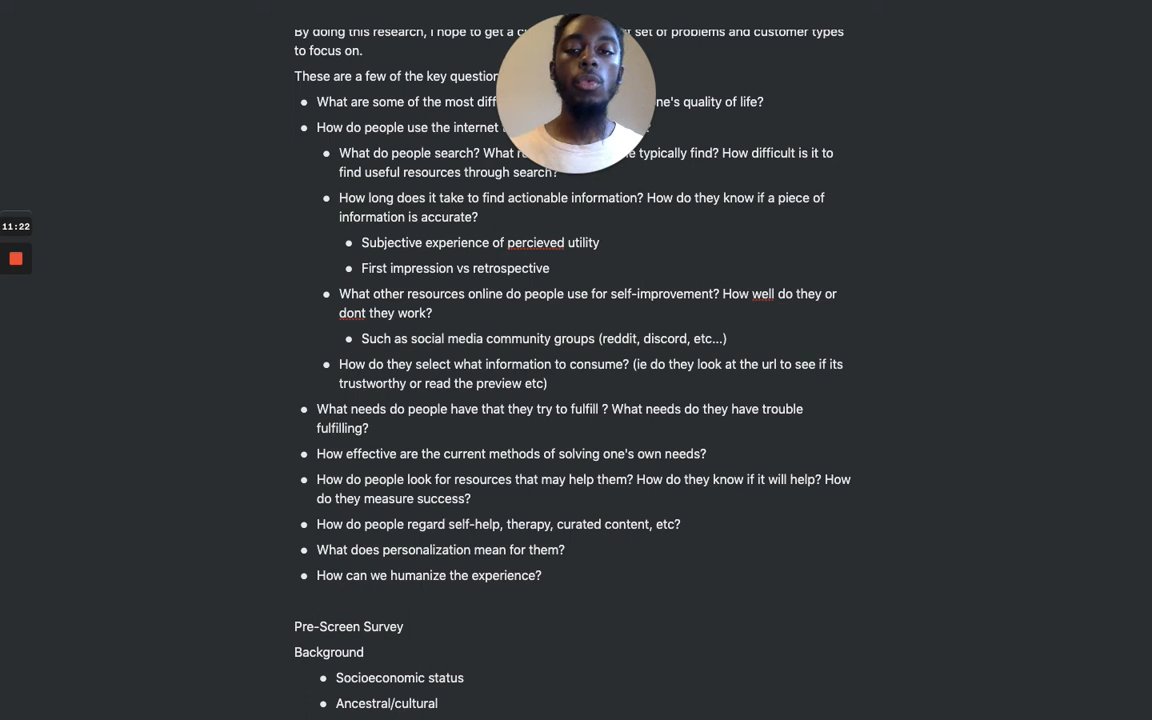 By doing this research, I hope to get a set of problems and customer types
to focus on.
These are a few of the key question
What are some of the most diff one's quality of life?
How do people use the internet
What do people search? What typically find? How difficult is it to
find useful resources through search?
How long does it take to find actionable information? How do they know if a piece of
information is accurate?
11:22
Subjective experience of percieved utility
First impression vs retrospective
What other resources online do people use for self-improvement? How well do they or
dont they work?
Such as social media community groups (reddit, discord, etc...)
How do they select what information to consume? (ie do they look at the url to see if its
trustworthy or read the preview etc)
What needs do people have that they try to fulfill ? What needs do they have trouble
fulfilling?
How effective are the current methods of solving one's own needs?
How do people look for resources that may help them? How do they know if it will help? How
do they measure success?
How do people regard self-help, therapy, curated content, etc?
What does personalization mean for them?
How can we humanize the experience?
Pre-Screen Survey
Background
Socioeconomic status
Ancestral/cultural